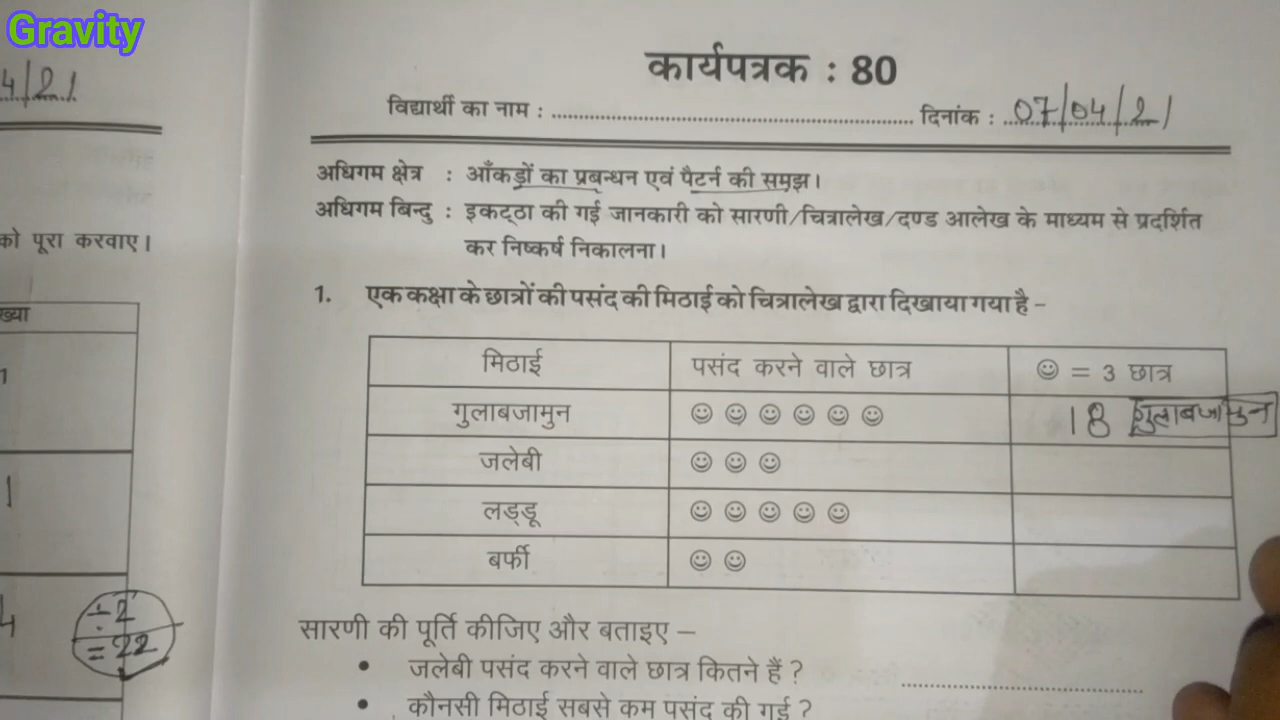 Gravity
4/21
को पूरा करवाए।
ख्या
1
4
÷2
=22
कार्यपत्रक : 80
विद्यार्थी का नाम : ........................ दिनांक : 07/04/21
अधिगम क्षेत्र : आँकड़ों का प्रबन्धन एवं पैटर्न की समझ।
अधिगम बिन्दु : इकट्ठा की गई जानकारी को सारणी/चित्रालेख/दण्ड आलेख के माध्यम से प्रदर्शित
कर निष्कर्ष निकालना।
1. एक कक्षा के छात्रों की पसंद की मिठाई को चित्रालेख द्वारा दिखाया गया है –
मिठाई पसंद करने वाले छात्र ☺ = 3 छात्र
गुलाबजामुन ☺ ☺ ☺ ☺ ☺ ☺ 18 गुलाबजामुन
जलेबी ☺ ☺ ☺
लड्डू ☺ ☺ ☺ ☺ ☺
बर्फी ☺ ☺
सारणी की पूर्ति कीजिए और बताइए –
• जलेबी पसंद करने वाले छात्र कितने हैं ? ........................
• कौनसी मिठाई सबसे कम पसंद की गई ?